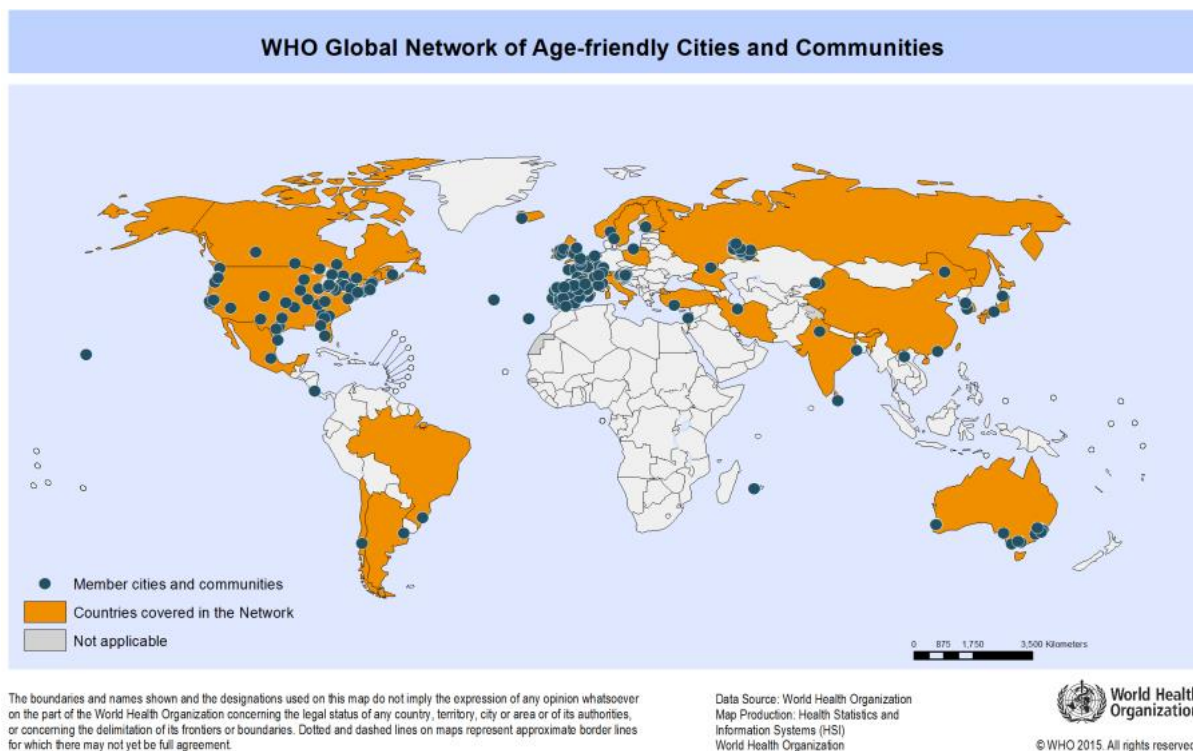 WHO Global Network of Age-friendly Cities and Communities
Member cities and communities
Countries covered in the Network
Not applicable
0 875 1,750 3,500 Kilometers
The boundaries and names shown and the designations used on this map do not imply the expression of any opinion whatsoever
on the part of the World Health Organization concerning the legal status of any country, territory, city or area or of its authorities,
or concerning the delimitation of its frontiers or boundaries. Dotted and dashed lines on maps represent approximate border lines
for which there may not yet be full agreement.
Data Source: World Health Organization
Map Production: Health Statistics and
Information Systems (HSI)
World Health Organization
World Health
Organization
© WHO 2015. All rights reserved